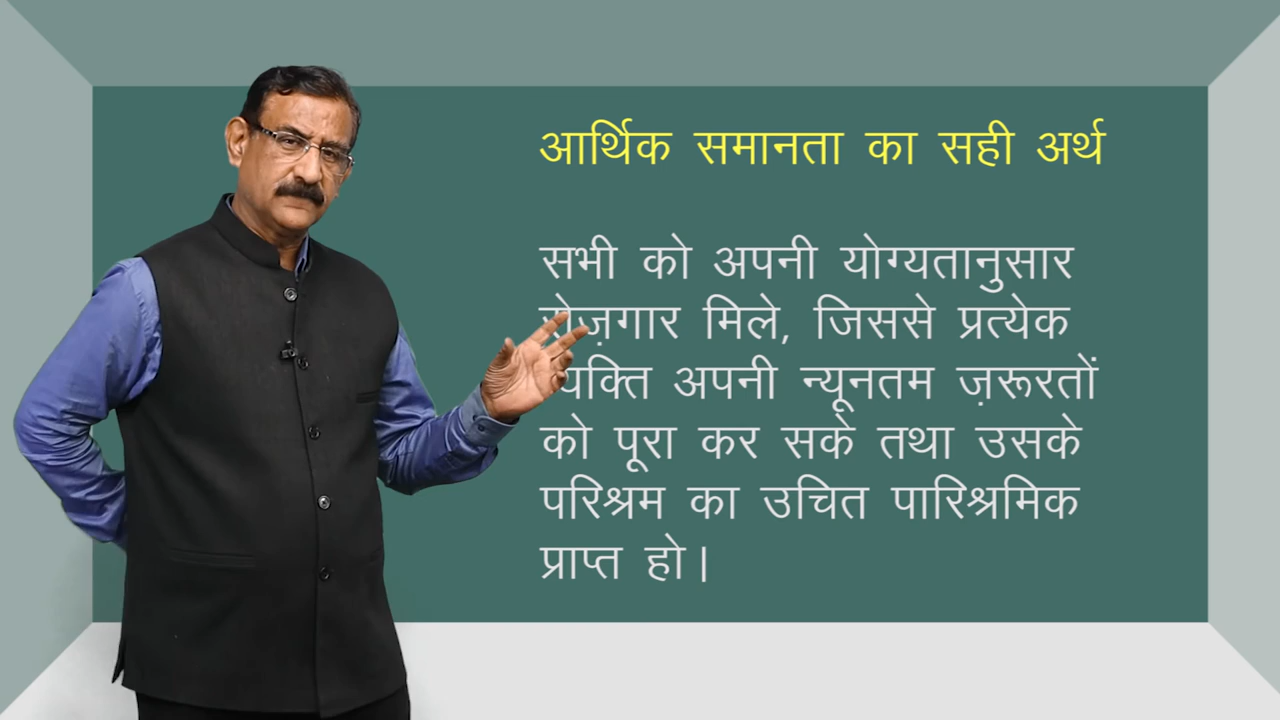 आर्थिक समानता का सही अर्थ
सभी को अपनी योग्यतानुसार
रोज़गार मिले, जिससे प्रत्येक
व्यक्ति अपनी न्यूनतम ज़रूरतों
को पूरा कर सके तथा उसके
परिश्रम का उचित पारिश्रमिक
प्राप्त हो।